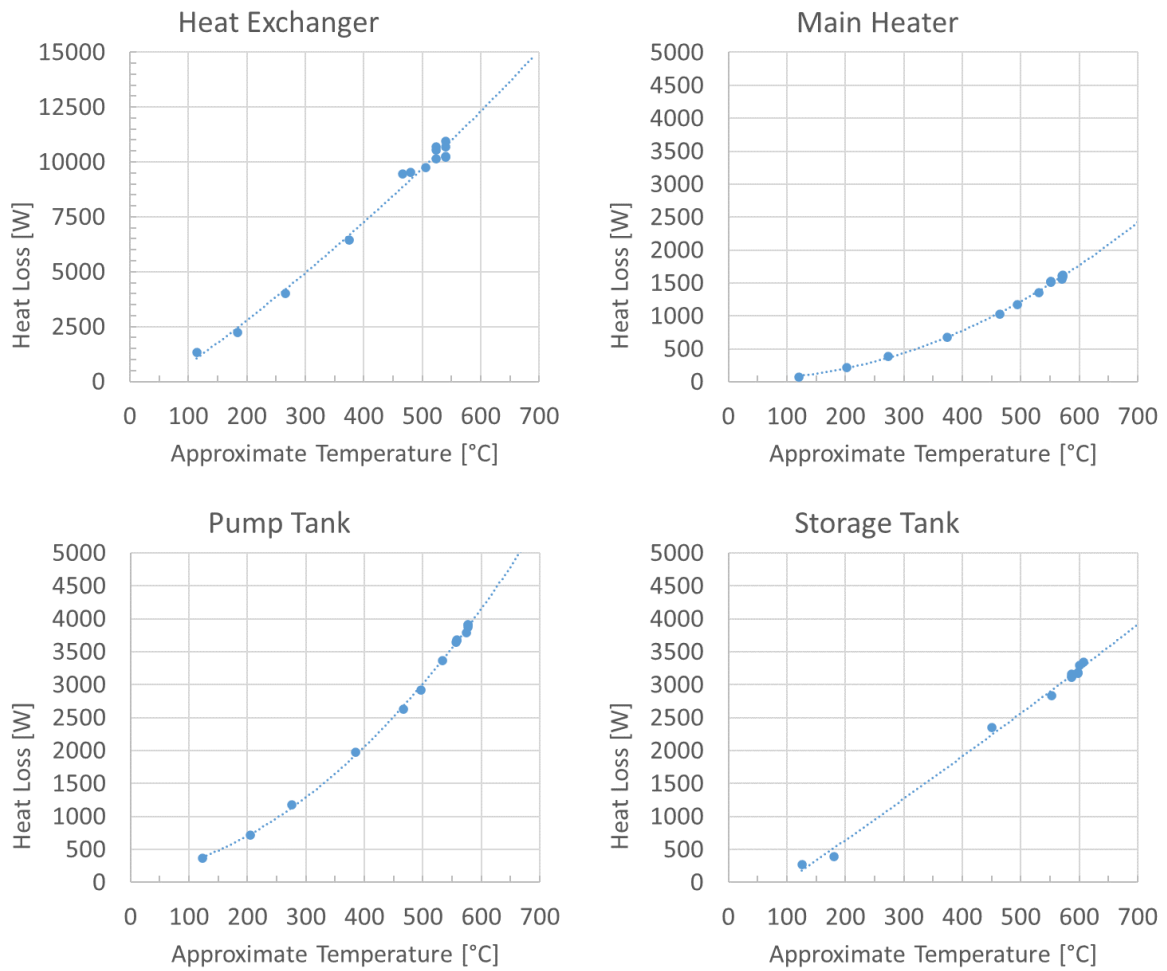 Heat Exchanger
15000
12500
10000
7500
5000
2500
0
Heat Loss [W]
0 100 200 300 400 500 600 700
Approximate Temperature [°C]
Main Heater
5000
4500
4000
3500
3000
2500
2000
1500
1000
500
0
Heat Loss [W]
0 100 200 300 400 500 600 700
Approximate Temperature [°C]
Pump Tank
5000
4500
4000
3500
3000
2500
2000
1500
1000
500
0
Heat Loss [W]
0 100 200 300 400 500 600 700
Approximate Temperature [°C]
Storage Tank
5000
4500
4000
3500
3000
2500
2000
1500
1000
500
0
Heat Loss [W]
0 100 200 300 400 500 600 700
Approximate Temperature [°C]